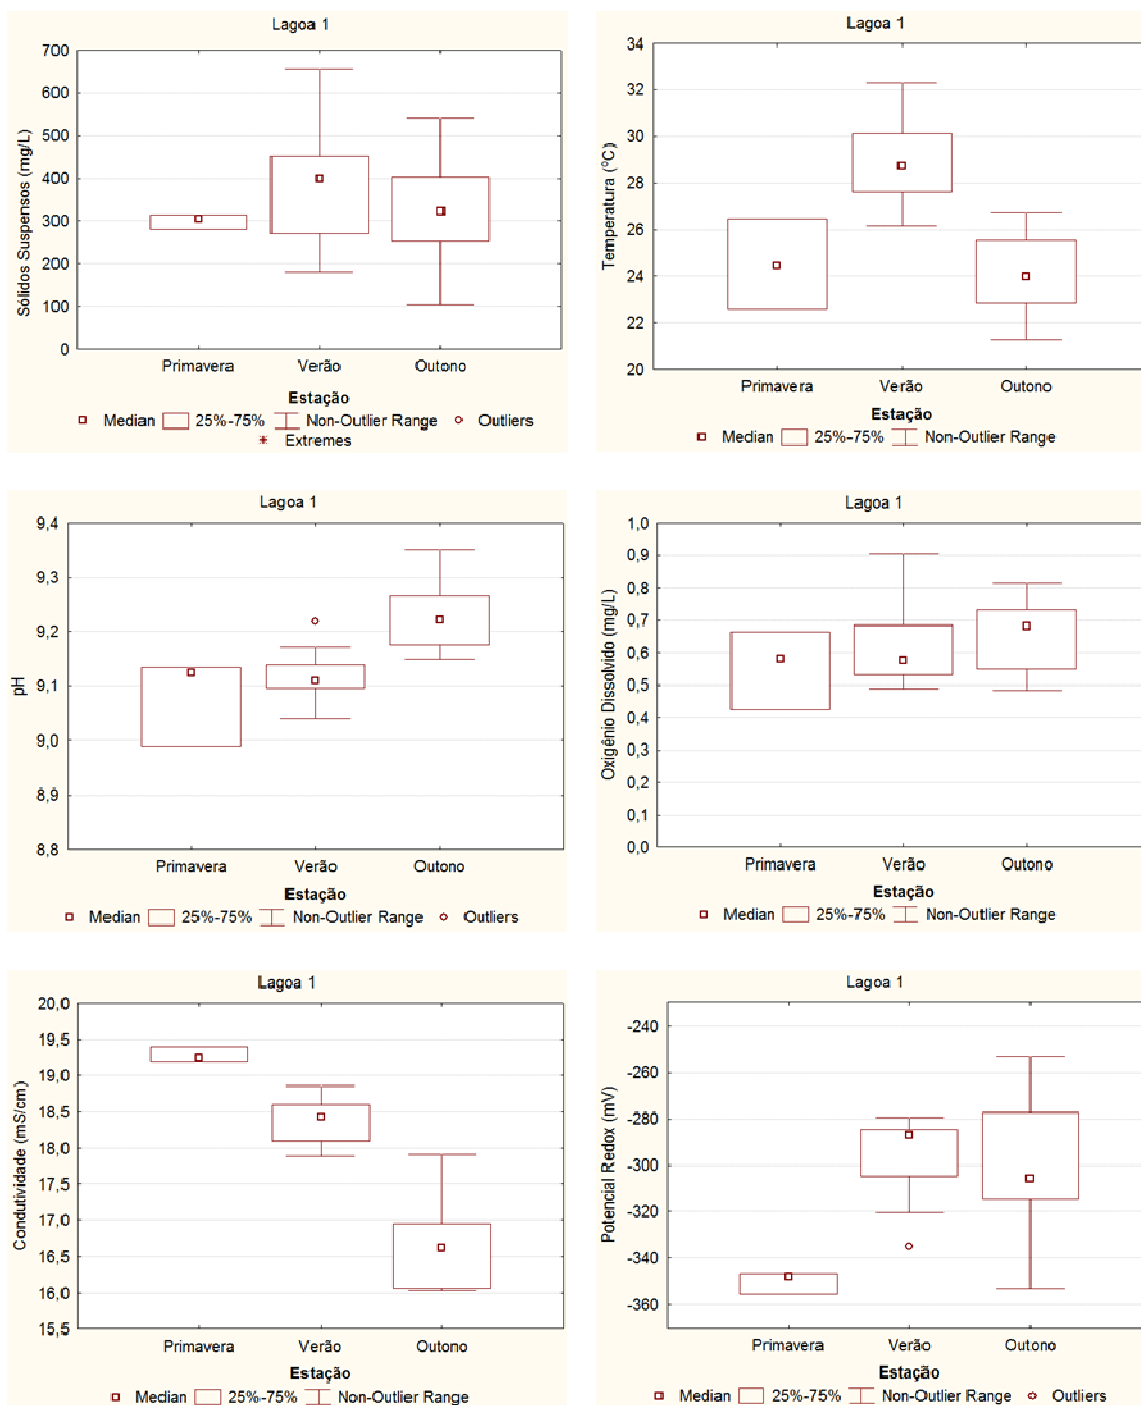 Lagoa 1
Sólidos Suspensos (mg/L)
700
600
500
400
300
200
100
0
Primavera Verão Outono
Estação
Median 25%-75% Non-Outlier Range Outliers
Extremes
Lagoa 1
Temperatura (ºC)
34
32
30
28
26
24
22
20
Primavera Verão Outono
Estação
Median 25%-75% Non-Outlier Range
Lagoa 1
pH
9,4
9,3
9,2
9,1
9,0
8,9
8,8
Primavera Verão Outono
Estação
Median 25%-75% Non-Outlier Range Outliers
Lagoa 1
Oxigênio Dissolvido (mg/L)
1,0
0,9
0,8
0,7
0,6
0,5
0,4
0,3
0,2
0,1
0,0
Primavera Verão Outono
Estação
Median 25%-75% Non-Outlier Range
Lagoa 1
Condutividade (mS/cm)
20,0
19,5
19,0
18,5
18,0
17,5
17,0
16,5
16,0
15,5
Primavera Verão Outono
Estação
Median 25%-75% Non-Outlier Range
Lagoa 1
Potencial Redox (mV)
-240
-260
-280
-300
-320
-340
-360
Primavera Verão Outono
Estação
Median 25%-75% Non-Outlier Range Outliers